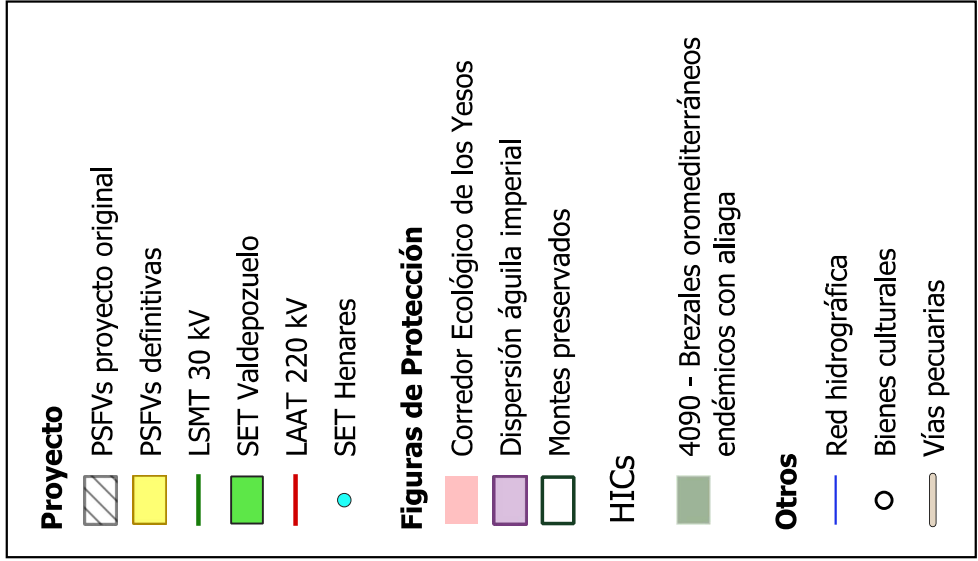 Proyecto
PSFVs proyecto original
PSFVs definitivas
LSMT 30 kV
SET Valdepozuelo
LAAT 220 kV
SET Henares
Figuras de Protección
Corredor Ecológico de los Yesos
Dispersión águila imperial
Montes preservados
HICs
4090 - Brezales oromediterráneos
endémicos con aliaga
Otros
Red hidrográfica
Bienes culturales
Vías pecuarias